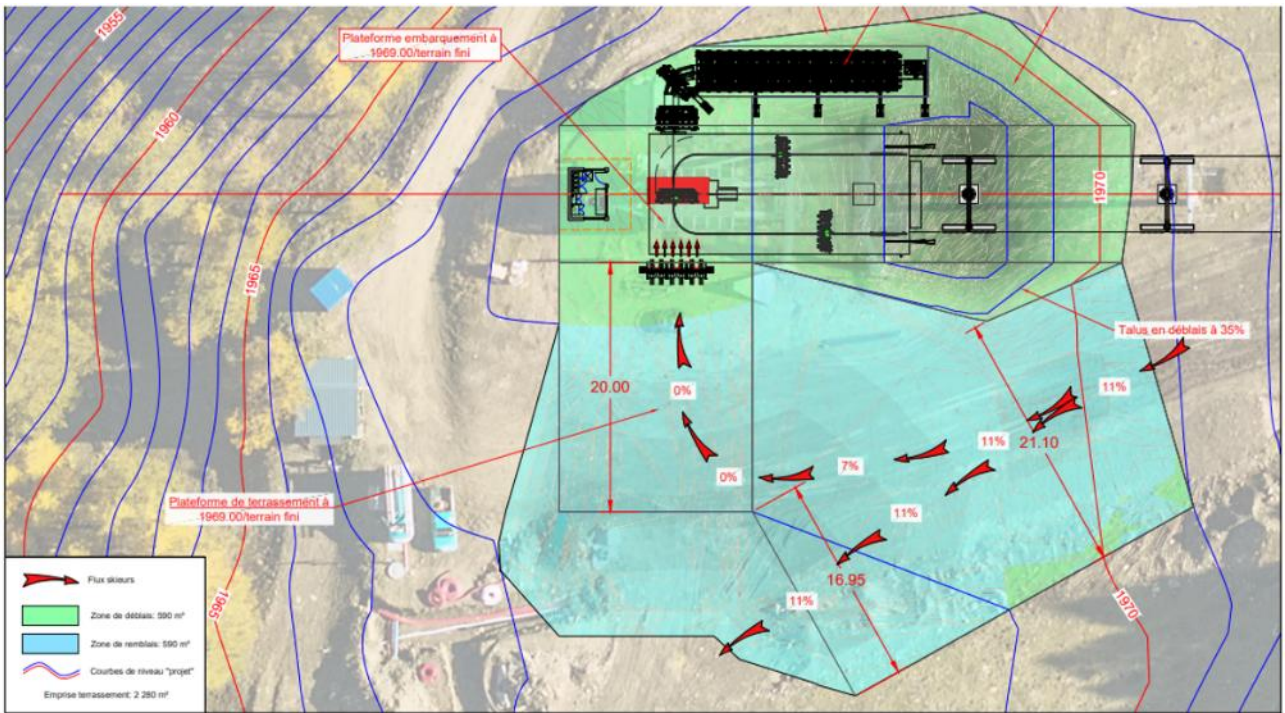 1955
Plateforme embarquement à
1969.00/terrain fini
1960
1970
1965
Talus en déblais à 35%
20.00
0%
11%
11%
21.10
7%
0%
Plateforme de terrassement à
1969.00/terrain fini
11%
16.95
11%
1965
1970
Flux skieurs
Zone de déblais: 590 m³
Zone de remblais: 590 m³
Courbes de niveau "projet"
Emprise terrassement: 2 280 m²